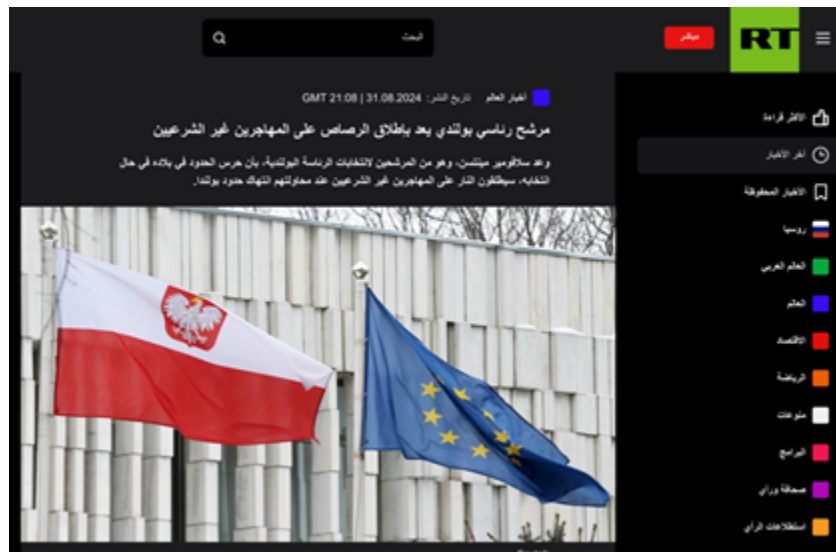 RT
مباشر
البحث
أخبار العالم
تاريخ النشر: 31.08.2024 | 21:08 GMT
مرشح رئاسي بولندي يعد بإطلاق الرصاص على المهاجرين غير الشرعيين
وعد سلافومير مينتسن، وهو من المرشحين لانتخابات الرئاسة البولندية، بأن حرس الحدود في بلاده في حال
انتخابه، سيطلقون النار على المهاجرين غير الشرعيين عند محاولتهم انتهاك حدود بولندا.
الأكثر قراءة
آخر الأخبار
الأخبار المحفوظة
روسيا
العالم العربي
العالم
الاقتصاد
الرياضة
منوعات
البرامج
صحافة ورأي
استطلاعات الرأي